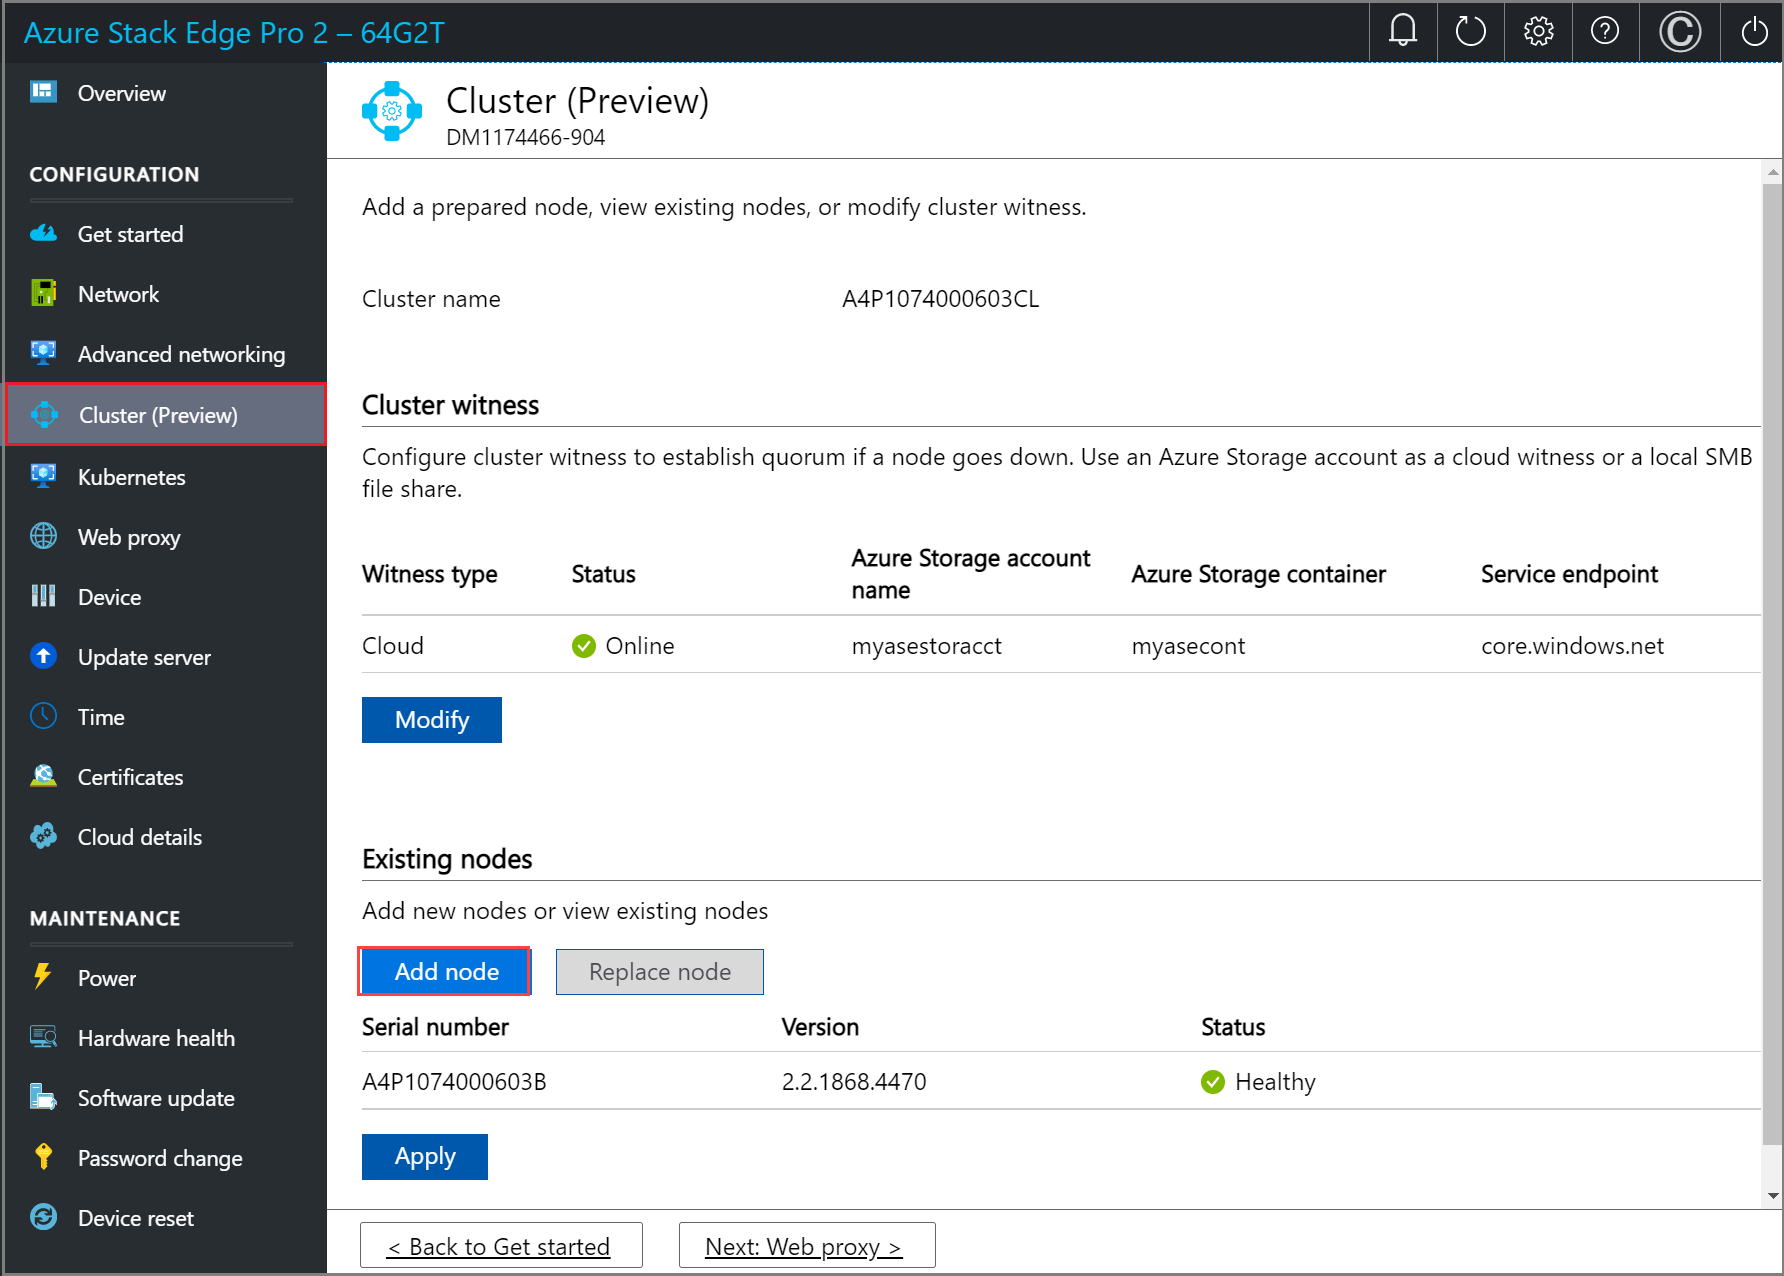 Azure Stack Edge Pro 2 – 64G2T
Overview
CONFIGURATION
Get started
Network
Advanced networking
Cluster (Preview)
Kubernetes
Web proxy
Device
Update server
Time
Certificates
Cloud details
MAINTENANCE
Power
Hardware health
Software update
Password change
Device reset
Cluster (Preview)
DM1174466-904
Add a prepared node, view existing nodes, or modify cluster witness.
Cluster name A4P1074000603CL
Cluster witness
Configure cluster witness to establish quorum if a node goes down. Use an Azure Storage account as a cloud witness or a local SMB
file share.
Witness type Status Azure Storage account name Azure Storage container Service endpoint
Cloud Online myasestoracct myasecont core.windows.net
Modify
Existing nodes
Add new nodes or view existing nodes
Add node Replace node
Serial number Version Status
A4P1074000603B 2.2.1868.4470 Healthy
Apply
< Back to Get started Next: Web proxy >